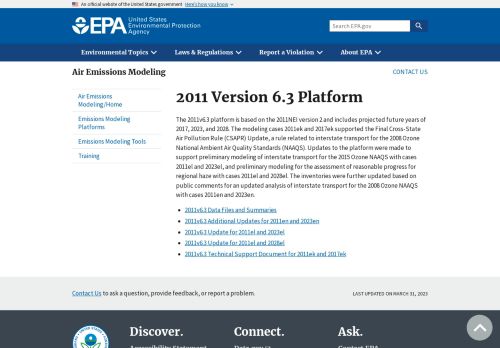 An official website of the United States government Here's how you know
EPA
United States
Environmental Protection
Agency
Search EPA.gov
Environmental Topics
Laws & Regulations
Report a Violation
About EPA
Air Emissions Modeling
CONTACT US
Air Emissions
Modeling/Home
Emissions Modeling
Platforms
Emissions Modeling Tools
Training
2011 Version 6.3 Platform
The 2011v6.3 platform is based on the 2011NEI version 2 and includes projected future years of
2017, 2023, and 2028. The modeling cases 2011ek and 2017ek supported the Final Cross-State
Air Pollution Rule (CSAPR) Update, a rule related to interstate transport for the 2008 Ozone
National Ambient Air Quality Standards (NAAQS). Updates to the platform were made to
support preliminary modeling of interstate transport for the 2015 Ozone NAAQS with cases
2011el and 2023el, and preliminary modeling for the assessment of reasonable progress for
regional haze with cases 2011el and 2028el. The inventories were further updated based on
public comments for an updated analysis of interstate transport for the 2008 Ozone NAAQS
with cases 2011en and 2023en.
2011v6.3 Data Files and Summaries
2011v6.3 Additional Updates for 2011en and 2023en
2011v6.3 Update for 2011el and 2023el
2011v6.3 Update for 2011el and 2028el
2011v6.3 Technical Support Document for 2011ek and 2017ek
Contact Us to ask a question, provide feedback, or report a problem.
LAST UPDATED ON MARCH 31, 2023
Discover.
Connect.
Ask.
Accessibility Statement
Data.gov
Contact EPA